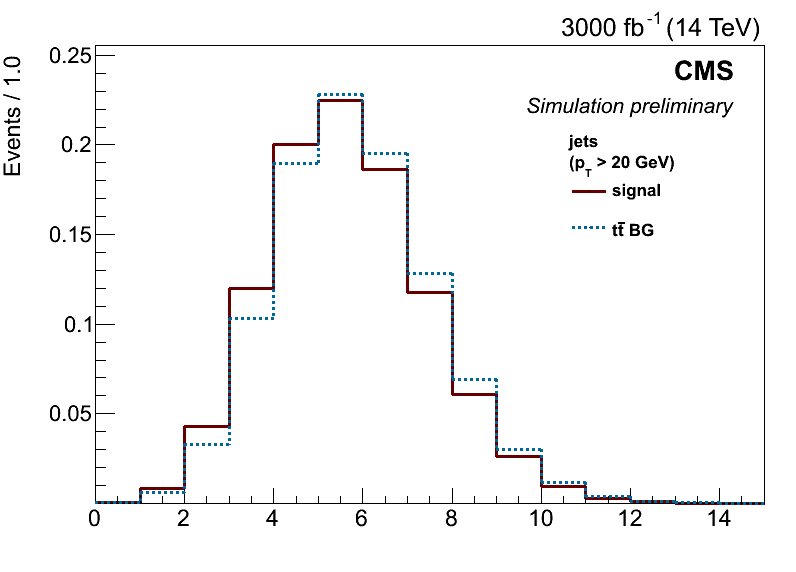 3000 fb-1 (14 TeV)
Events / 1.0
CMS
Simulation preliminary
jets
(pT > 20 GeV)
signal
tt̄ BG
0.25
0.2
0.15
0.1
0.05
0 2 4 6 8 10 12 14